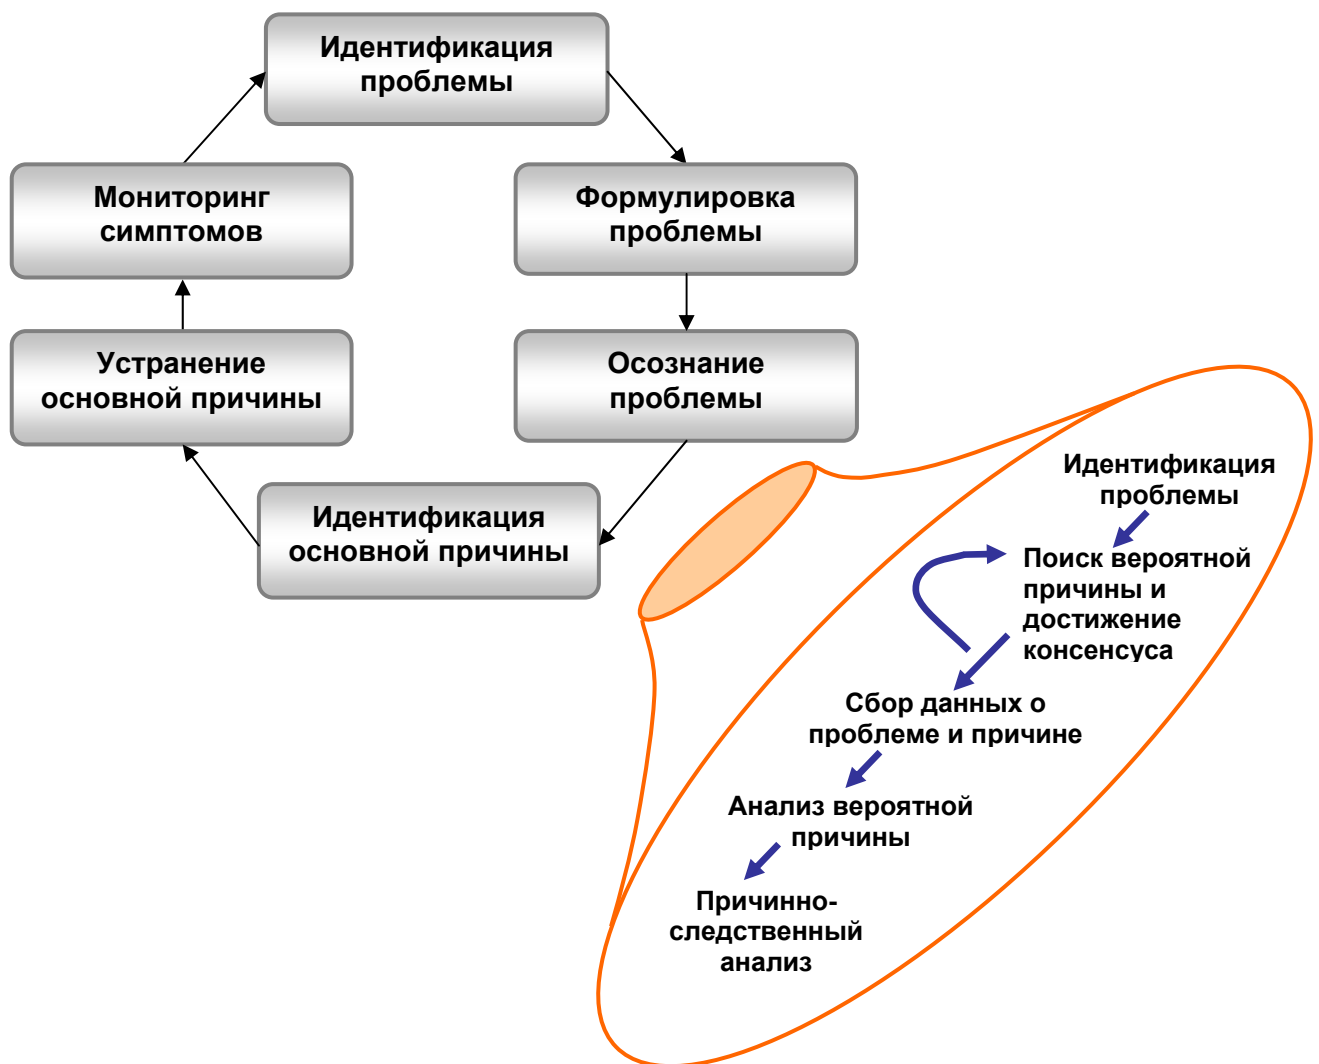 Идентификация
проблемы
Формулировка
проблемы
Осознание
проблемы
Идентификация
основной причины
Устранение
основной причины
Мониторинг
симптомов
Идентификация
проблемы
Поиск вероятной
причины и
достижение
консенсуса
Сбор данных о
проблеме и причине
Анализ вероятной
причины
Причинно-
следственный
анализ